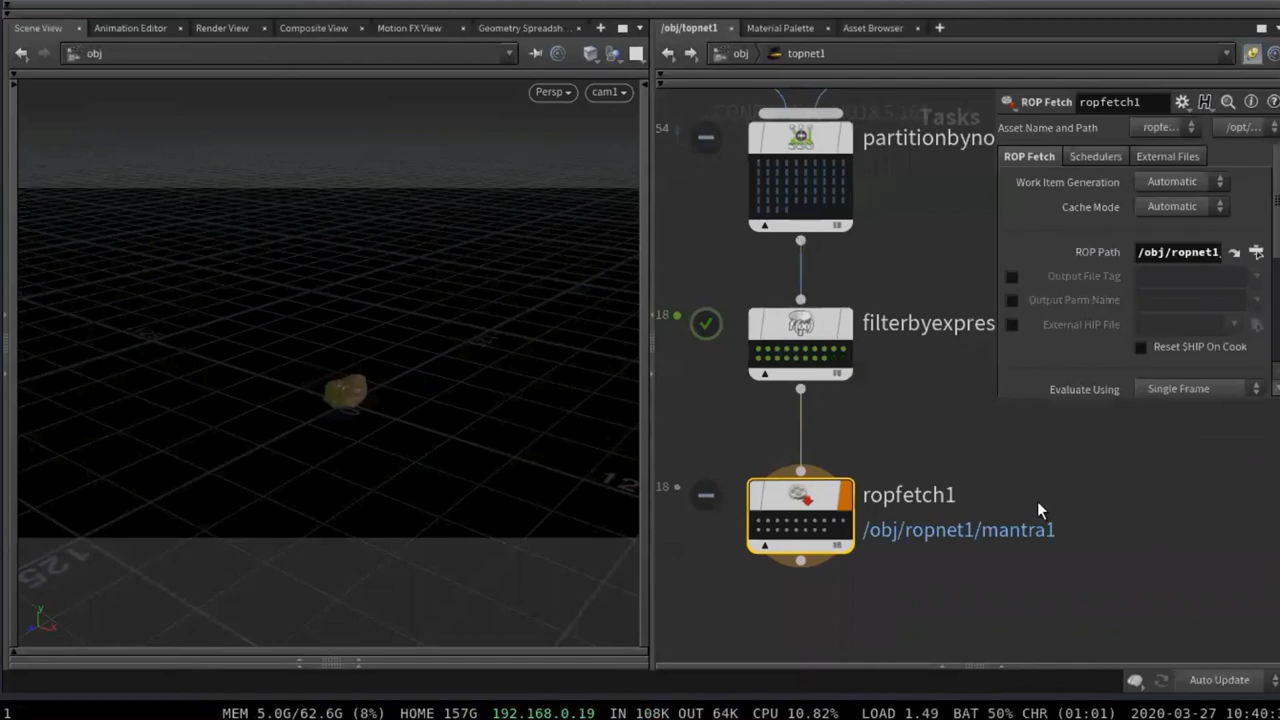 Scene View Animation Editor Render View Composite View Motion FX View Geometry Spreadsh...
/obj/topnet1 Material Palette Asset Browser
obj
obj topnet1
Persp cam1
Tasks
54
partitionbyno
18
filterbyexpres
18
ropfetch1
/obj/ropnet1/mantra1
ROP Fetch ropfetch1
Asset Name and Path ropfe... /opt/...
ROP Fetch Schedulers External Files
Work Item Generation Automatic
Cache Mode Automatic
ROP Path /obj/ropnet1
Output File Tag
Output Parm Name
External HIP File
Reset $HIP On Cook
Evaluate Using Single Frame
125
12
y
x
Auto Update
1 MEM 5.0G/62.6G (8%) HOME 157G 192.168.0.19 IN 108K OUT 64K CPU 10.82% LOAD 1.49 BAT 50% CHR (01:01) 2020-03-27 10:40: